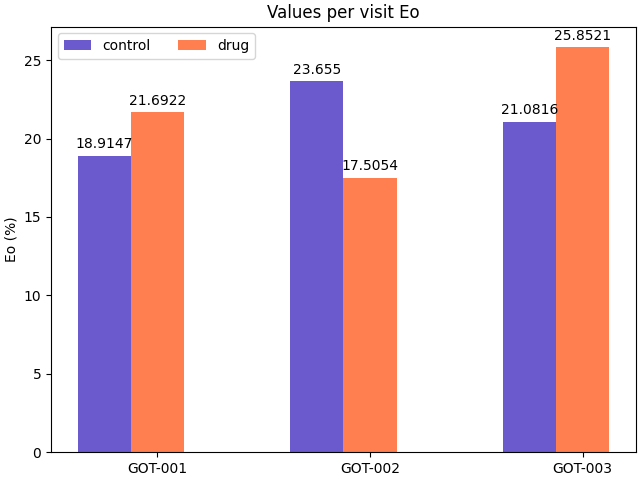 Values per visit Eo
control
drug
25.8521
23.655
21.6922
21.0816
18.9147
17.5054
Eo (%)
25
20
15
10
5
0
GOT-001
GOT-002
GOT-003